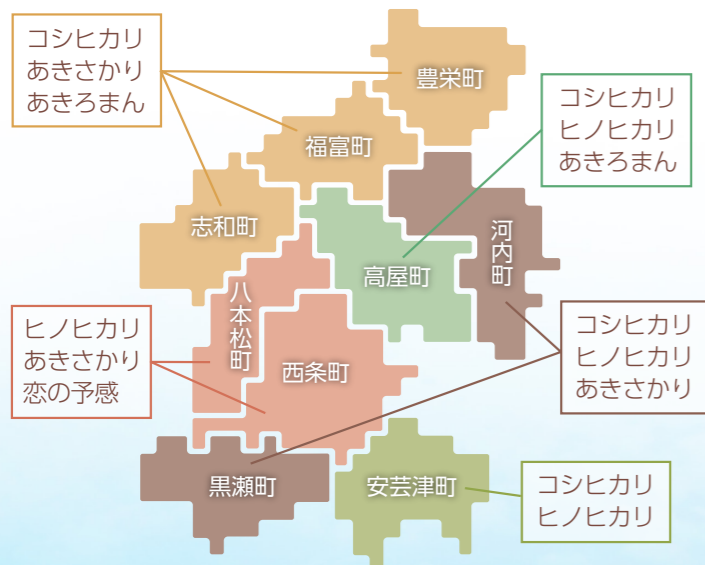 コシヒカリ
あきさかり
あきろまん
豊栄町
福富町
コシヒカリ
ヒノヒカリ
あきろまん
志和町
河内町
高屋町
八本松町
ヒノヒカリ
あきさかり
恋の予感
西条町
コシヒカリ
ヒノヒカリ
あきさかり
黒瀬町
安芸津町
コシヒカリ
ヒノヒカリ